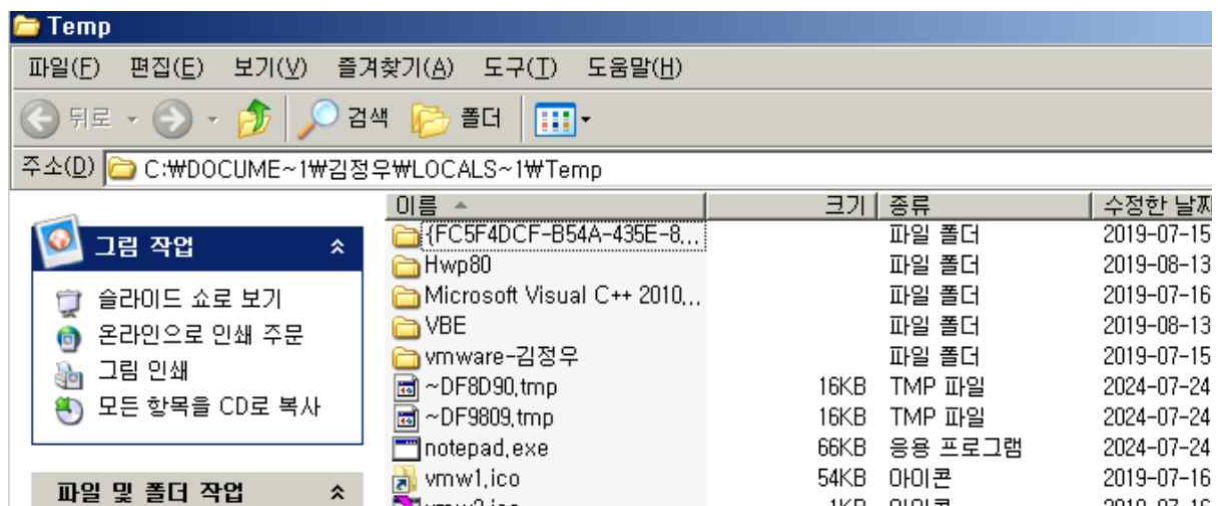 Temp
파일(F) 편집(E) 보기(V) 즐겨찾기(A) 도구(T) 도움말(H)
뒤로 검색 폴더
주소(D) C:₩DOCUME~1₩김정우₩LOCALS~1₩Temp
이름 크기 종류 수정한 날짜
그림 작업
슬라이드 쇼로 보기
온라인으로 인쇄 주문
그림 인쇄
모든 항목을 CD로 복사
파일 및 폴더 작업
{FC5F4DCF-B54A-435E-8... 파일 폴더 2019-07-15
Hwp80 파일 폴더 2019-08-13
Microsoft Visual C++ 2010... 파일 폴더 2019-07-16
VBE 파일 폴더 2019-08-13
vmware-김정우 파일 폴더 2019-07-15
~DF8D90.tmp 16KB TMP 파일 2024-07-24
~DF9809.tmp 16KB TMP 파일 2024-07-24
notepad.exe 66KB 응용 프로그램 2024-07-24
vmw1.ico 54KB 아이콘 2019-07-16